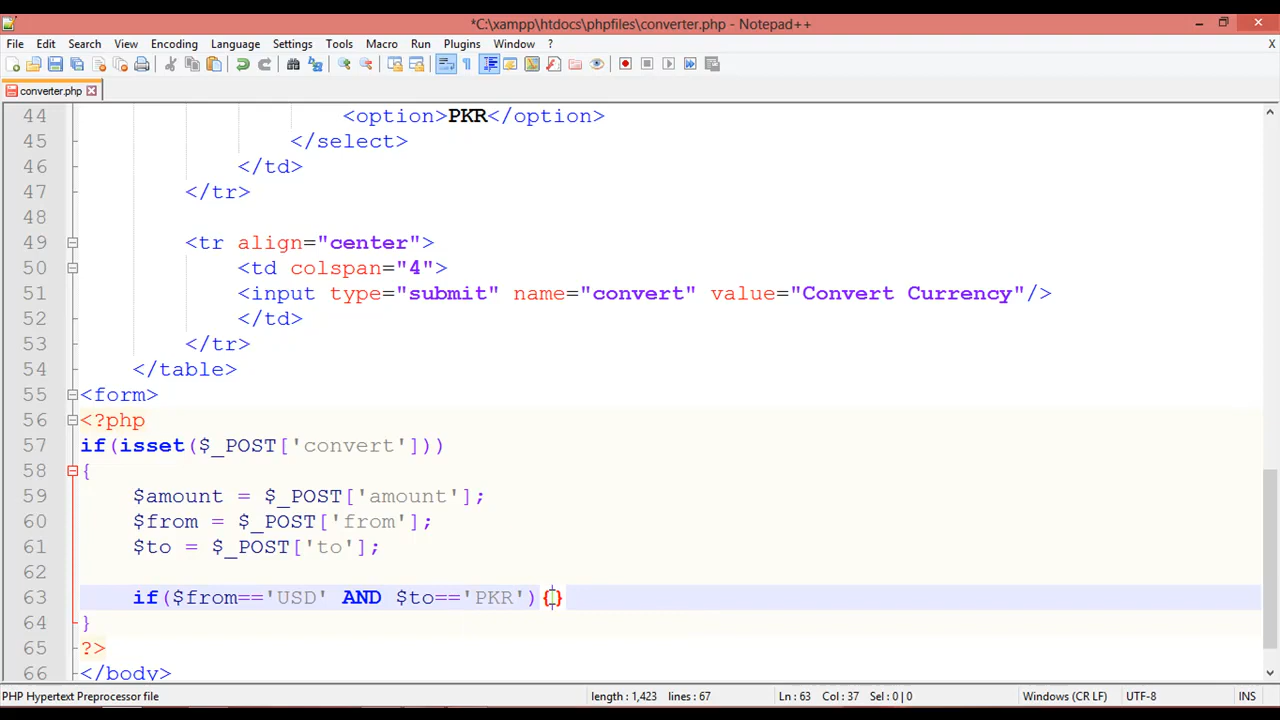 *C:\xampp\htdocs\phpfiles\converter.php - Notepad++
File Edit Search View Encoding Language Settings Tools Macro Run Plugins Window ? X
converter.php
44 <option>PKR</option>
45 </select>
46 </td>
47 </tr>
48
49 <tr align="center">
50 <td colspan="4">
51 <input type="submit" name="convert" value="Convert Currency"/>
52 </td>
53 </tr>
54 </table>
55 <form>
56 <?php
57 if(isset($_POST['convert']))
58 {
59 $amount = $_POST['amount'];
60 $from = $_POST['from'];
61 $to = $_POST['to'];
62
63 if($from=='USD' AND $to=='PKR'){}
64 }
65 ?>
66 </body>
PHP Hypertext Preprocessor file length : 1,423 lines : 67 Ln : 63 Col : 37 Sel : 0 | 0 Windows (CR LF) UTF-8 INS